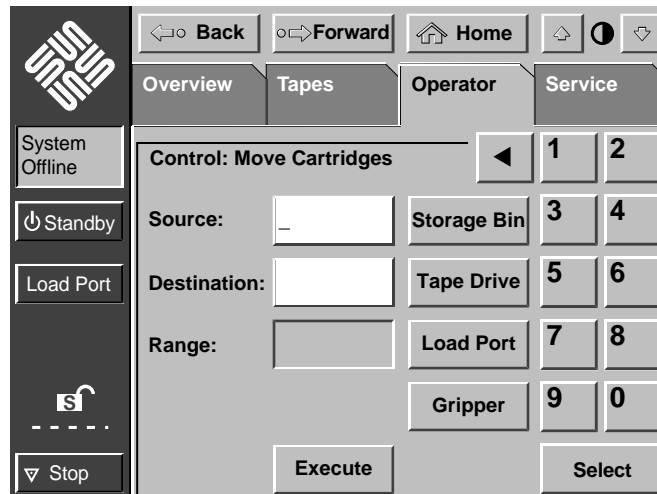 SUN
Back Forward Home
Overview Tapes Operator Service
System
Offline
Control: Move Cartridges 1 2
Standby
Source: _ Storage Bin 3 4
Load Port
Destination: Tape Drive 5 6
Range: Load Port 7 8
S
Gripper 9 0
Stop
Execute Select